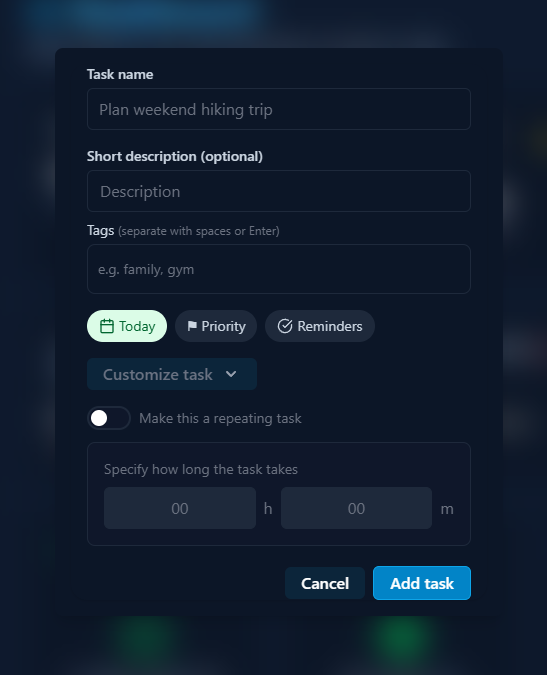 Task name
Plan weekend hiking trip
Short description (optional)
Description
Tags (separate with spaces or Enter)
e.g. family, gym
Today Priority Reminders
Customize task
Make this a repeating task
Specify how long the task takes
00 h 00 m
Cancel Add task